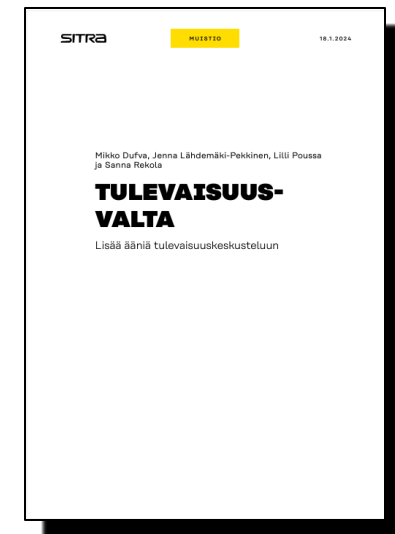 SITRA
MUISTIO
16.1.2024
Mikko Dufva, Jenna Lähdemäki-Pekkinen, Lilli Poussa
ja Sanna Rekola
TULEVAISUUS-
VALTA
Lisää ääniä tulevaisuuskeskusteluun